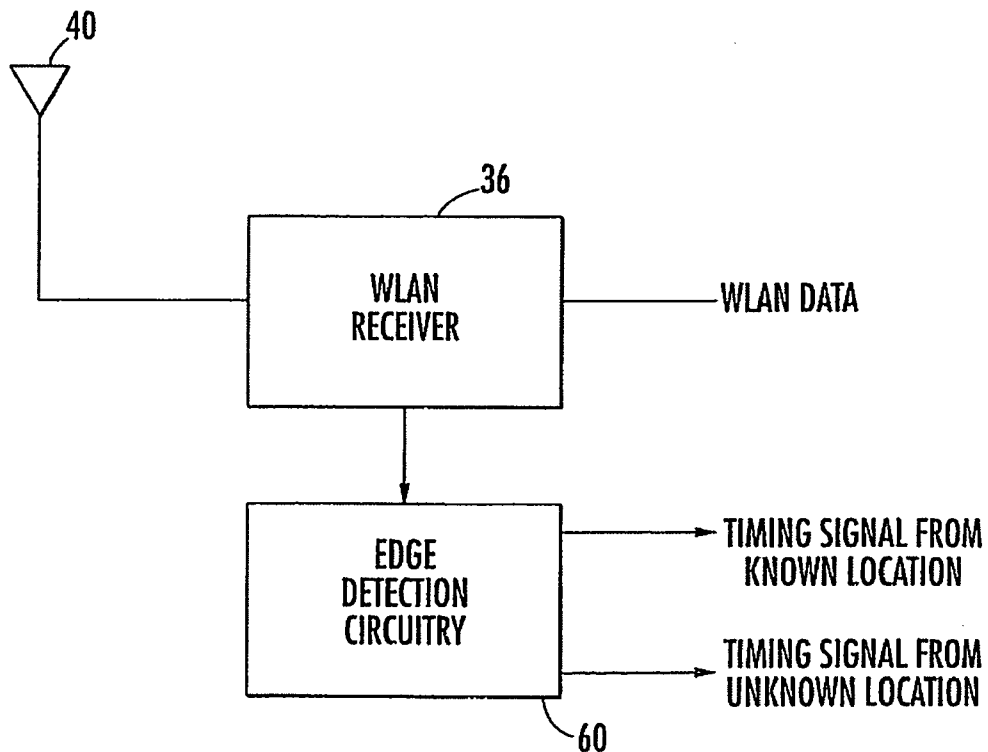 40
36
WLAN
RECEIVER
WLAN DATA
EDGE
DETECTION
CIRCUITRY
TIMING SIGNAL FROM
KNOWN LOCATION
TIMING SIGNAL FROM
UNKNOWN LOCATION
60